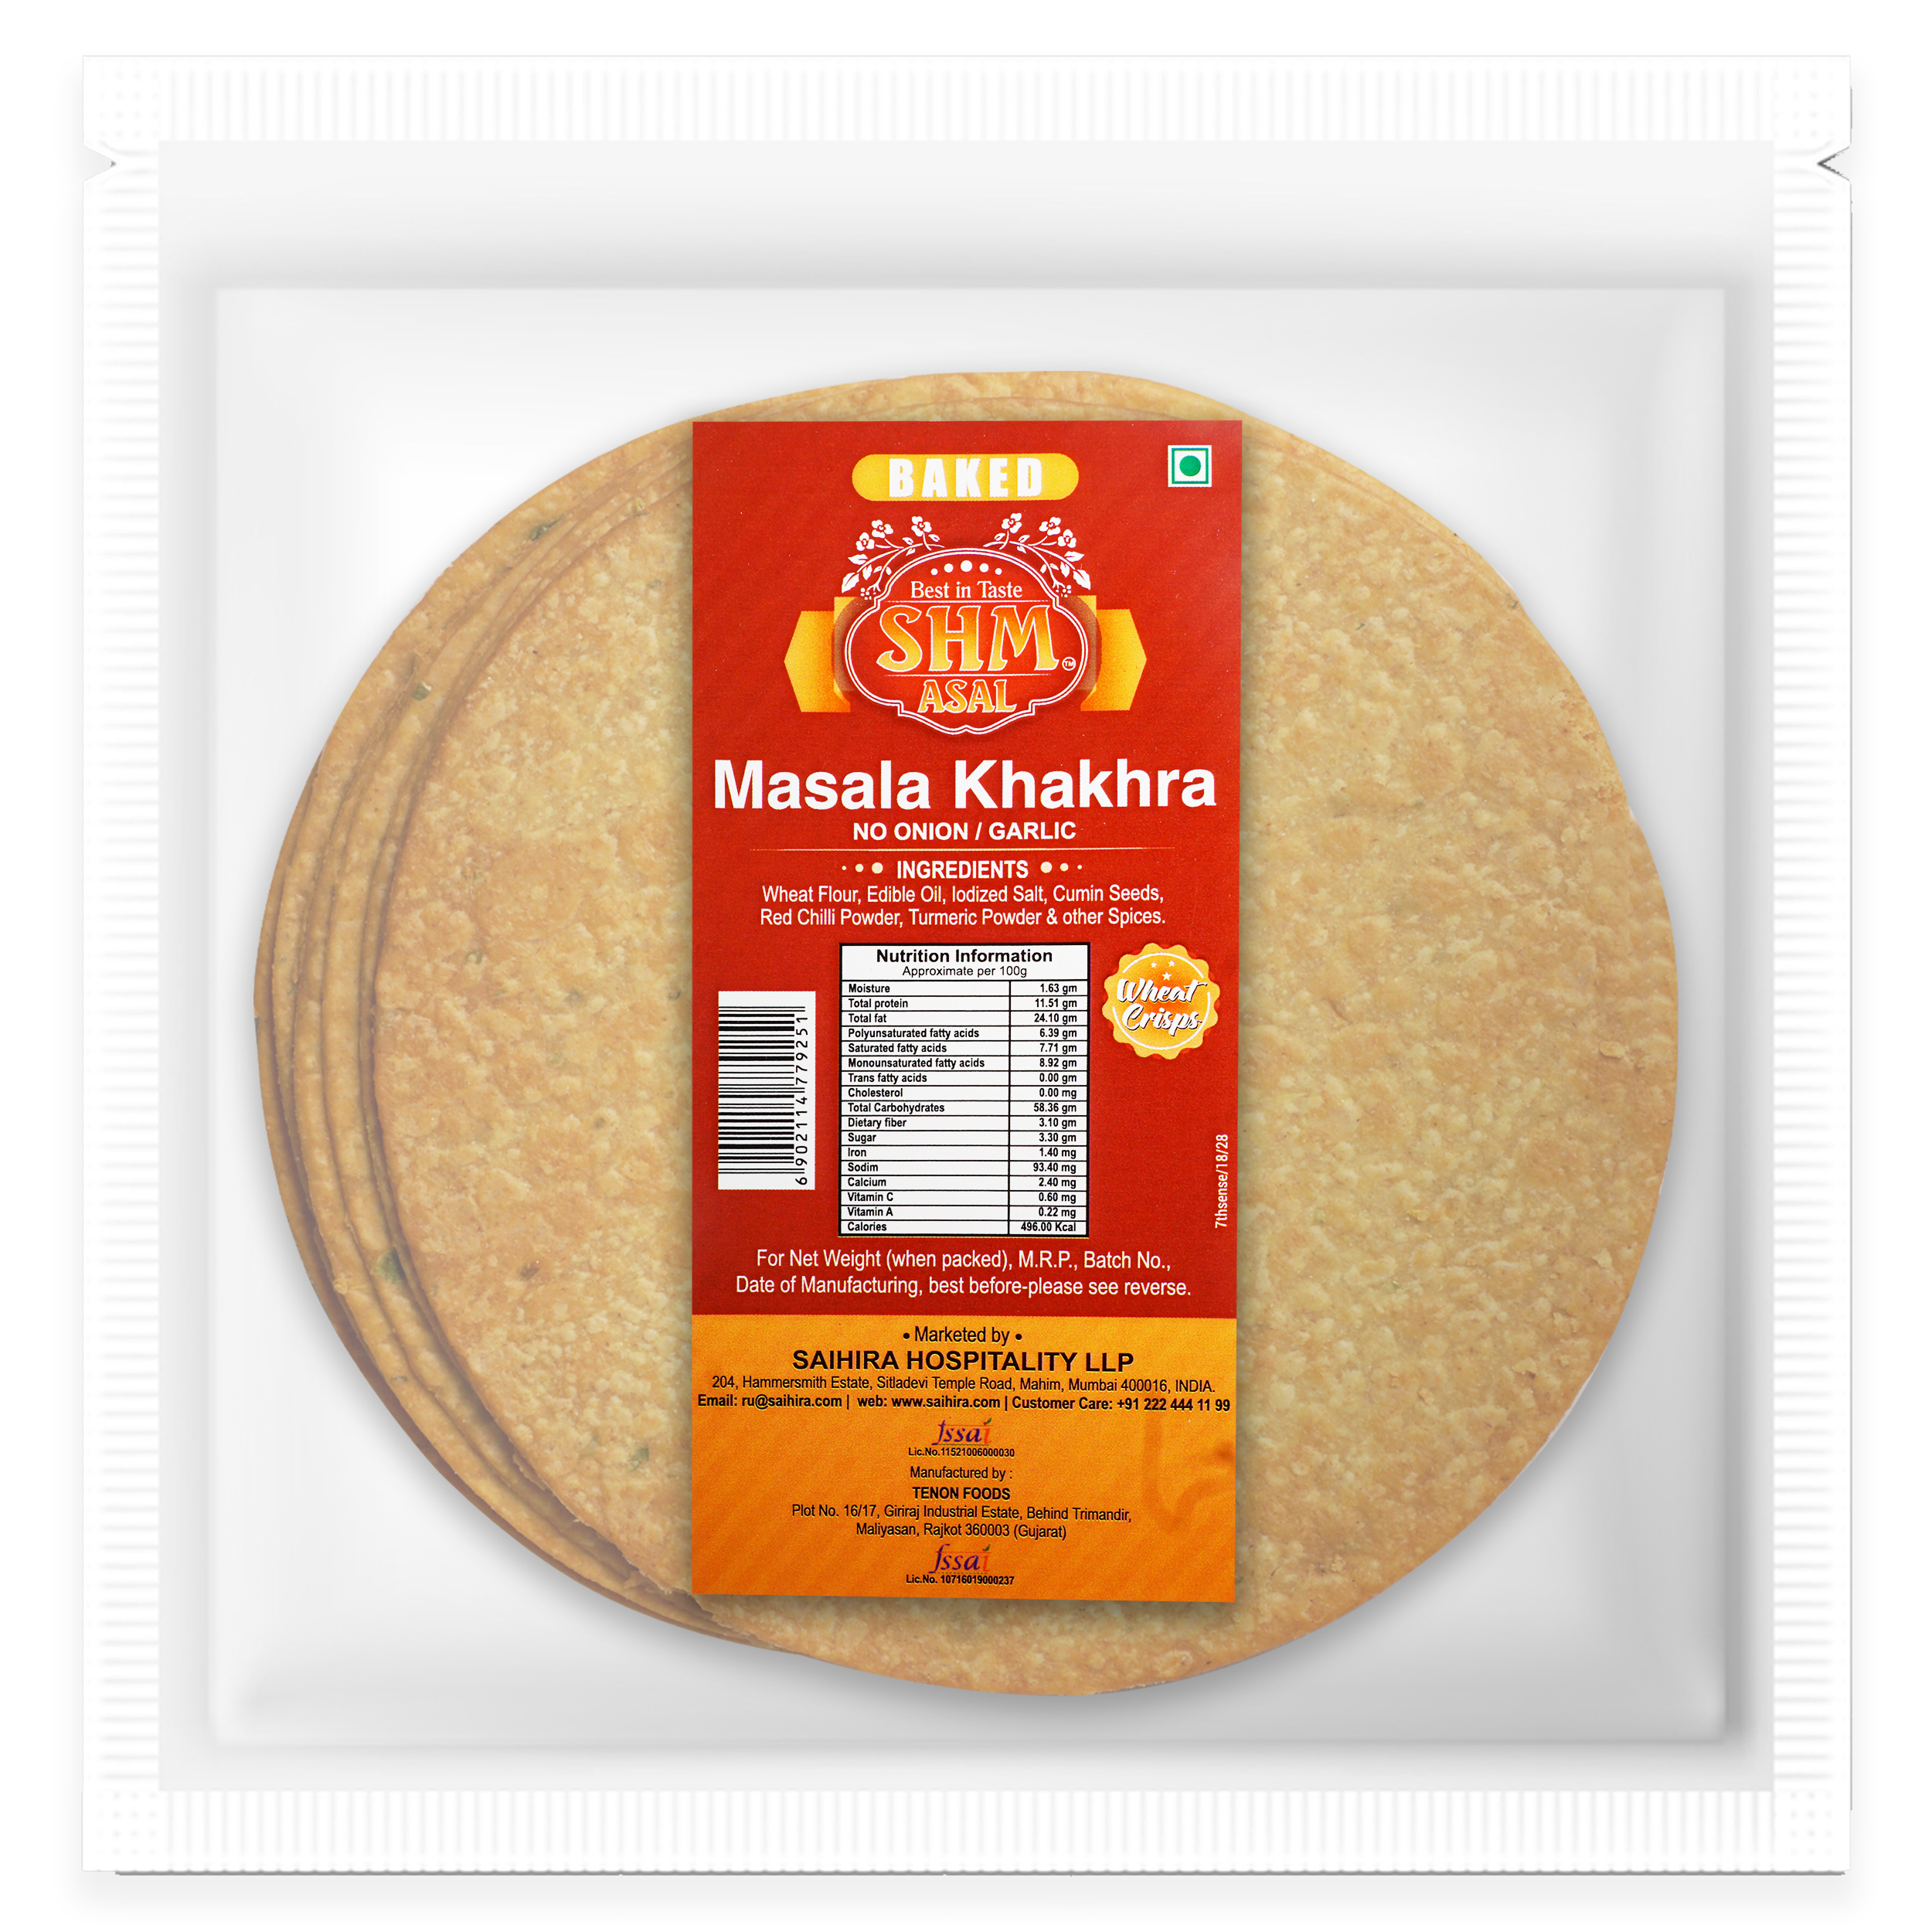 BAKED
Best in Taste
SHM TM
ASAL
Masala Khakhra
NO ONION / GARLIC
INGREDIENTS
Wheat Flour, Edible Oil, Iodized Salt, Cumin Seeds,
Red Chilli Powder, Turmeric Powder & other Spices.
Nutrition Information
Approximate per 100g
Moisture 1.63 gm
Total protein 11.51 gm
Total fat 24.10 gm
Polyunsaturated fatty acids 6.39 gm
Saturated fatty acids 7.71 gm
Monounsaturated fatty acids 8.92 gm
Trans fatty acids 0.00 gm
Cholesterol 0.00 mg
Total Carbohydrates 58.36 gm
Dietary fiber 3.10 gm
Sugar 3.30 gm
Iron 1.40 mg
Sodim 93.40 mg
Calcium 2.40 mg
Vitamin C 0.60 mg
Vitamin A 0.22 mg
Calories 496.00 Kcal
Wheat
Crisps
6 902114 779251
7thsense/18/28
For Net Weight (when packed), M.R.P., Batch No.,
Date of Manufacturing, best before-please see reverse.
• Marketed by •
SAIHIRA HOSPITALITY LLP
204, Hammersmith Estate, Sitladevi Temple Road, Mahim, Mumbai 400016, INDIA.
Email: ru@saihira.com | web: www.saihira.com | Customer Care: +91 222 444 11 99
fssai
Lic.No.11521006000030
Manufactured by :
TENON FOODS
Plot No. 16/17, Giriraj Industrial Estate, Behind Trimandir,
Maliyasan, Rajkot 360003 (Gujarat)
fssai
Lic.No. 10716019000237